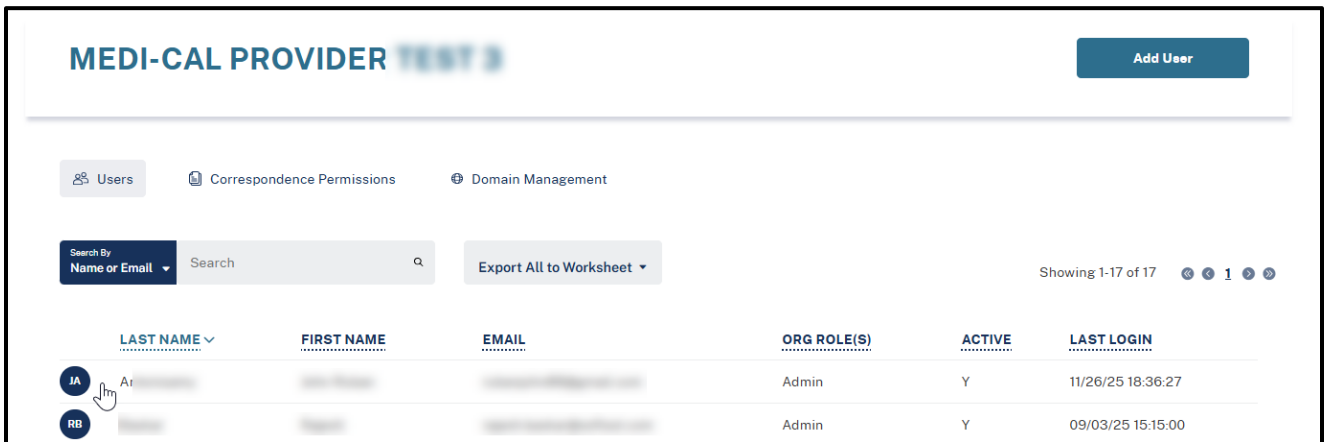 MEDI-CAL PROVIDER TEST 3
Add User
Users Correspondence Permissions Domain Management
Search By
Name or Email Search Export All to Worksheet
Showing 1-17 of 17 1
LAST NAME FIRST NAME EMAIL ORG ROLE(S) ACTIVE LAST LOGIN
JA Admin Y 11/26/25 18:36:27
RB Admin Y 09/03/25 15:15:00